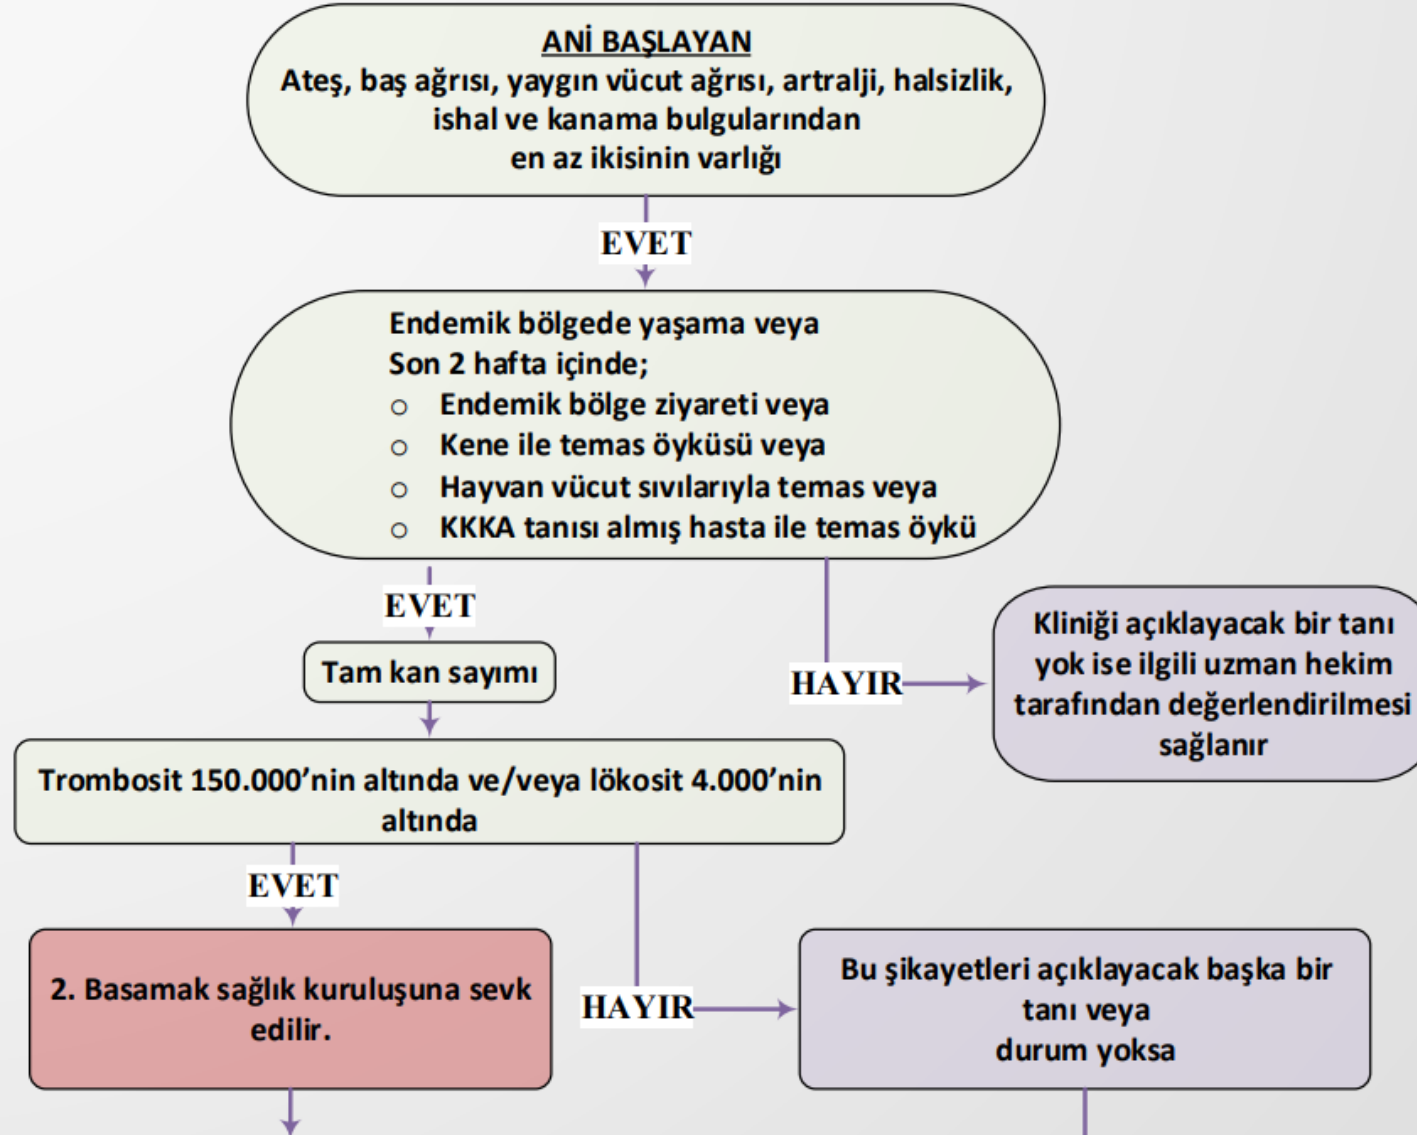 ANİ BAŞLAYAN
Ateş, baş ağrısı, yaygın vücut ağrısı, artralji, halsizlik,
ishal ve kanama bulgularından
en az ikisinin varlığı
EVET
Endemik bölgede yaşama veya
Son 2 hafta içinde;
o Endemik bölge ziyareti veya
o Kene ile temas öyküsü veya
o Hayvan vücut sıvılarıyla temas veya
o KKKA tanısı almış hasta ile temas öykü
EVET
Tam kan sayımı
HAYIR
Kliniği açıklayacak bir tanı
yok ise ilgili uzman hekim
tarafından değerlendirilmesi
sağlanır
Trombosit 150.000’nin altında ve/veya lökosit 4.000’nin
altında
EVET
2. Basamak sağlık kuruluşuna sevk
edilir.
HAYIR
Bu şikayetleri açıklayacak başka bir
tanı veya
durum yoksa